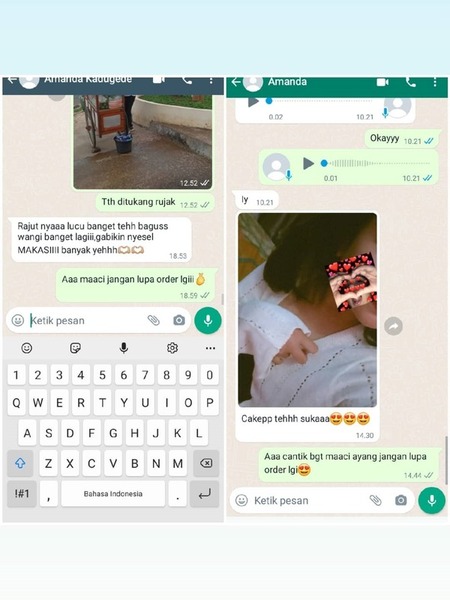 Amanda Kadugede
12.52
Tth ditukang rujak
12.52
Rajut nyaaa lucu banget tehh baguss
wangi banget lagiii,gabikin nyesel
MAKASIIII banyak yehhh🫶🏻🫶🏻
18.53
Aaa maaci jangan lupa order lgiii🫰
18.59
Ketik pesan
1 2 3 4 5 6 7 8 9 0
Q W E R T Y U I O P
A S D F G H J K L
Z X C V B N M
!#1 , Bahasa Indonesia .
Amanda
0.02 10.21
Okayyy 10.21
0.01 10.21
Iy 10.21
Cakepp tehhh sukaaa😍😍😍
14.30
Aaa cantik bgt maaci ayang jangan lupa
order lgi😍 14.44
Ketik pesan